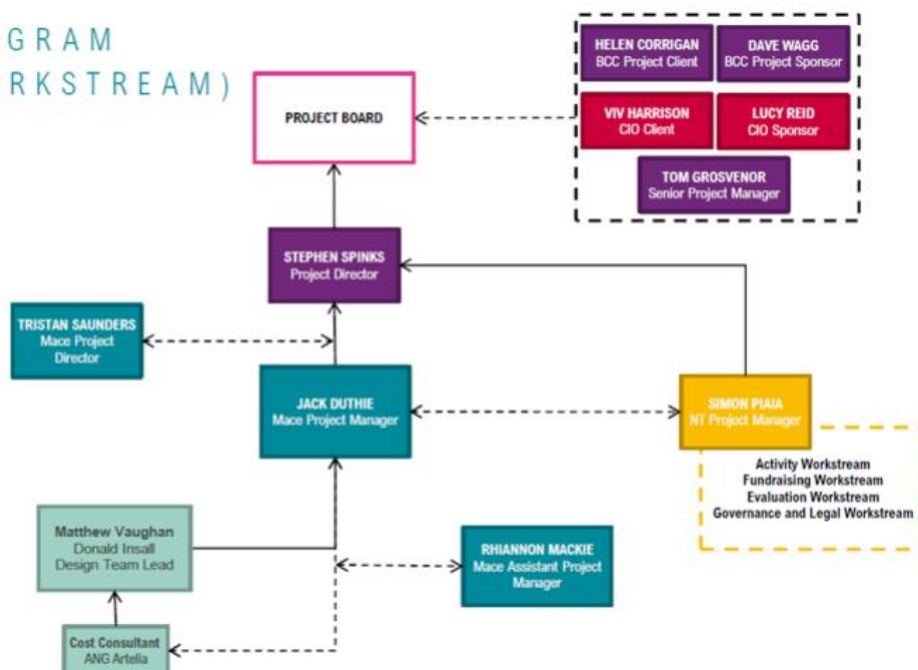 GRAM
RKSTREAM)
HELEN CORRIGAN
BCC Project Client
DAVE WAGG
BCC Project Sponsor
PROJECT BOARD
VIV HARRISON
CIO Client
LUCY REID
CIO Sponsor
TOM GROSVENOR
Senior Project Manager
STEPHEN SPINKS
Project Director
TRISTAN SAUNDERS
Mace Project
Director
JACK DUTHIE
Mace Project Manager
SIMON PIAIA
NT Project Manager
Activity Workstream
Fundraising Workstream
Evaluation Workstream
Governance and Legal Workstream
Matthew Vaughan
Donald Insall
Design Team Lead
RHIANNON MACKIE
Mace Assistant Project
Manager
Cost Consultant
ANG Artelia